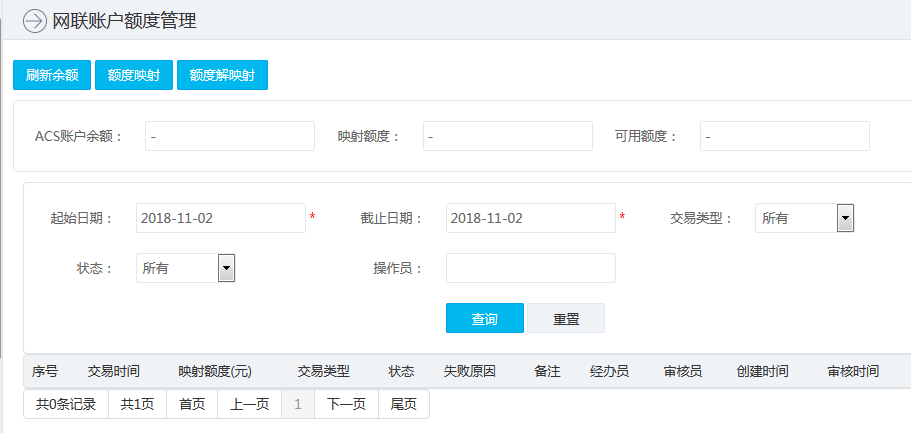 网联账户额度管理
刷新余额 额度映射 额度解映射
ACS账户余额： - 映射额度： - 可用额度： -
起始日期： 2018-11-02 * 截止日期： 2018-11-02 * 交易类型： 所有
状态： 所有 操作员：
查询 重置
序号 交易时间 映射额度(元) 交易类型 状态 失败原因 备注 经办员 审核员 创建时间 审核时间
共0条记录 共1页 首页 上一页 1 下一页 尾页